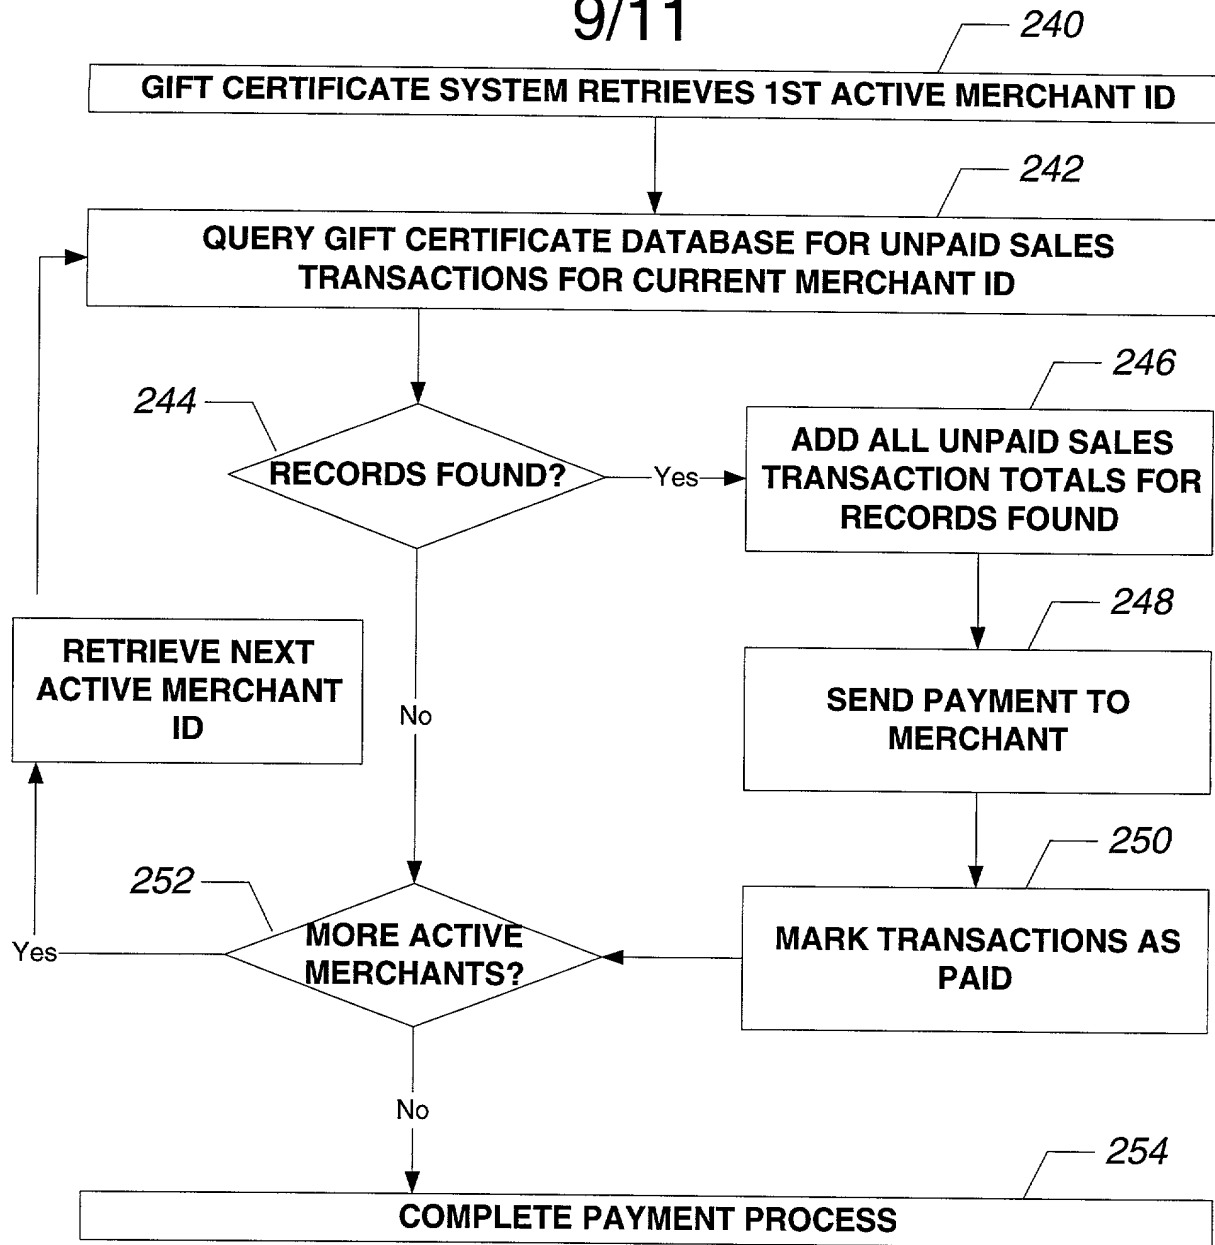 9/11
240
GIFT CERTIFICATE SYSTEM RETRIEVES 1ST ACTIVE MERCHANT ID
242
QUERY GIFT CERTIFICATE DATABASE FOR UNPAID SALES
TRANSACTIONS FOR CURRENT MERCHANT ID
244
RECORDS FOUND?
Yes
246
ADD ALL UNPAID SALES
TRANSACTION TOTALS FOR
RECORDS FOUND
248
SEND PAYMENT TO
MERCHANT
RETRIEVE NEXT
ACTIVE MERCHANT
ID
No
250
MARK TRANSACTIONS AS
PAID
252
MORE ACTIVE
MERCHANTS?
Yes
No
254
COMPLETE PAYMENT PROCESS